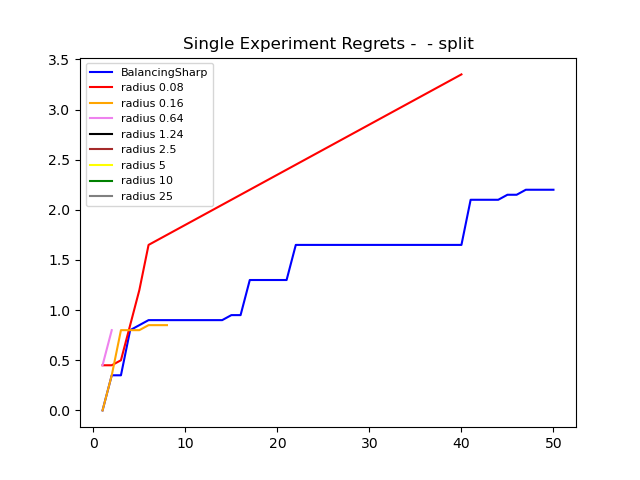 Single Experiment Regrets -  - split
3.5
3.0
2.5
2.0
1.5
1.0
0.5
0.0
BalancingSharp
radius 0.08
radius 0.16
radius 0.64
radius 1.24
radius 2.5
radius 5
radius 10
radius 25
0
10
20
30
40
50